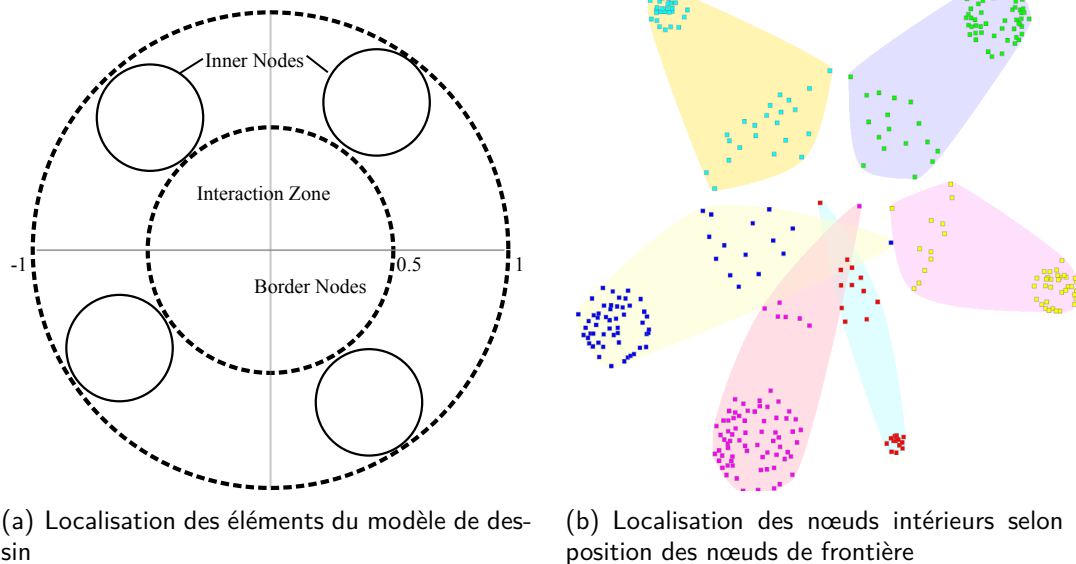 Inner Nodes
Interaction Zone
-1
0.5
1
Border Nodes
(a) Localisation des éléments du modèle de des-
sin
(b) Localisation des nœuds intérieurs selon
position des nœuds de frontière